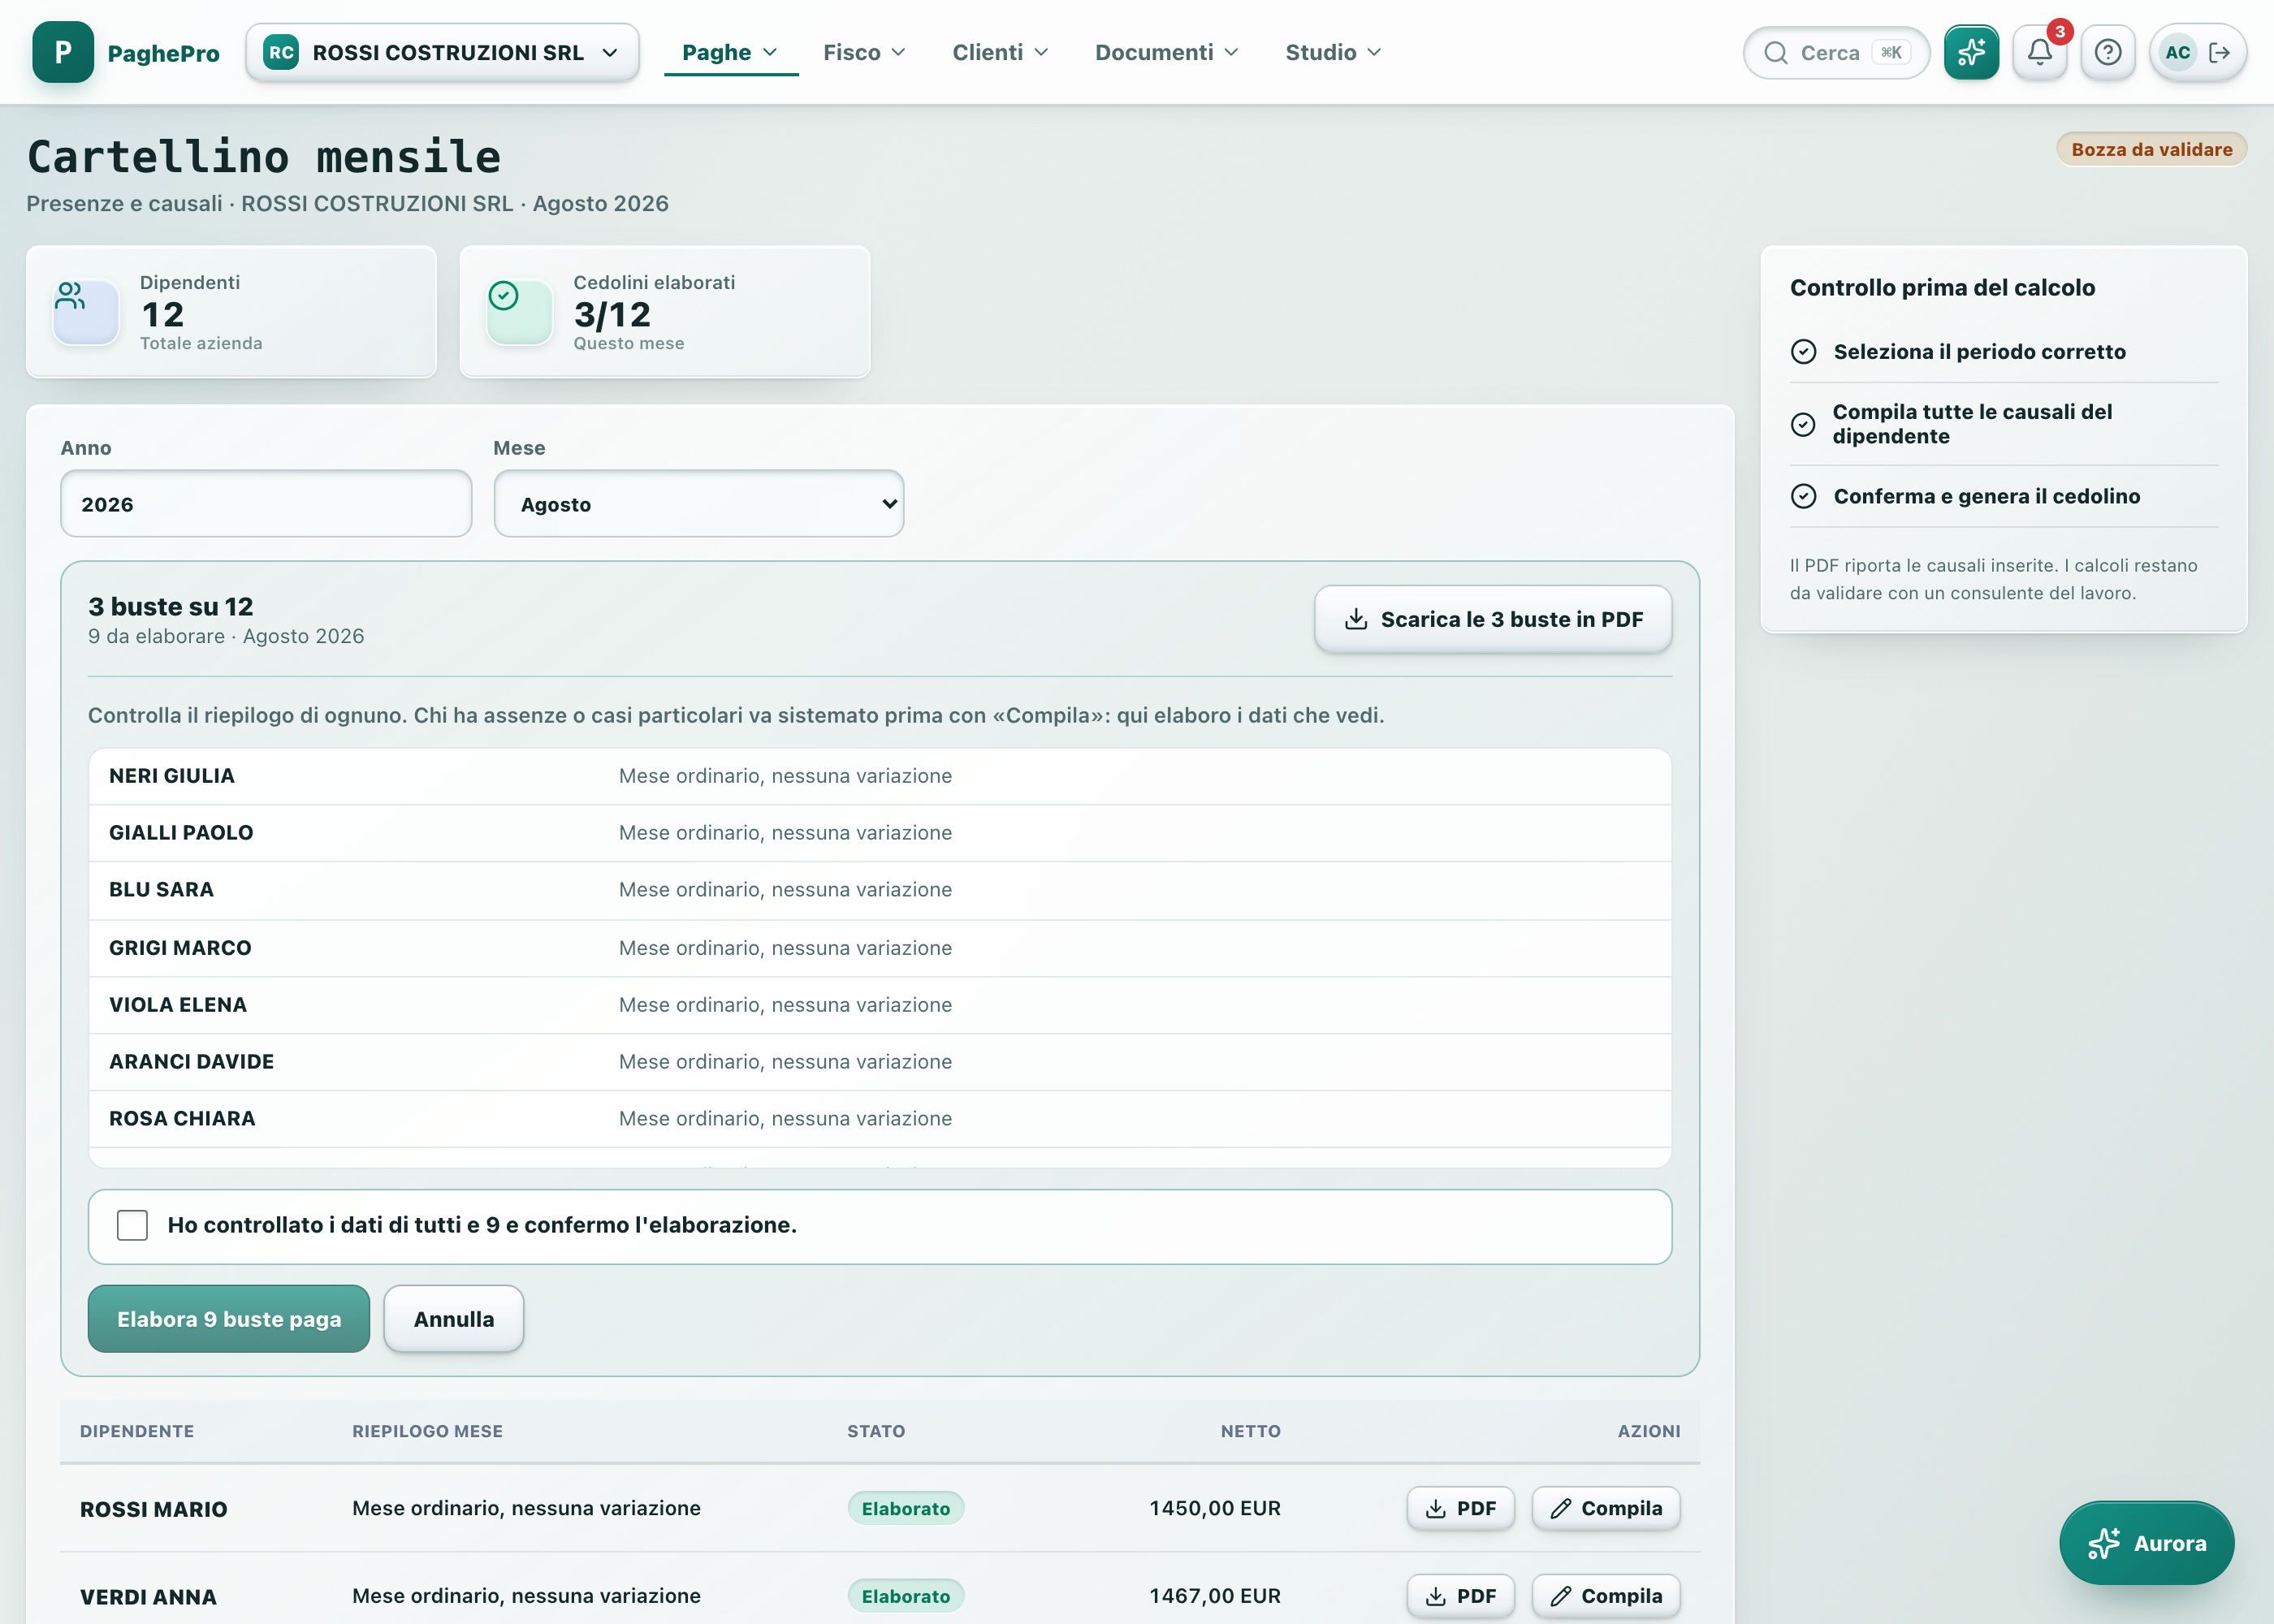 P PaghePro RC ROSSI COSTRUZIONI SRL Paghe Fisco Clienti Documenti Studio Cerca ⌘K 3 AC
Cartellino mensile
Bozza da validare
Presenze e causali · ROSSI COSTRUZIONI SRL · Agosto 2026
Dipendenti
12
Totale azienda
Cedolini elaborati
3/12
Questo mese
Controllo prima del calcolo
Seleziona il periodo corretto
Compila tutte le causali del
dipendente
Conferma e genera il cedolino
Il PDF riporta le causali inserite. I calcoli restano
da validare con un consulente del lavoro.
Anno
2026
Mese
Agosto
3 buste su 12
9 da elaborare · Agosto 2026
Scarica le 3 buste in PDF
Controlla il riepilogo di ognuno. Chi ha assenze o casi particolari va sistemato prima con «Compila»: qui elaboro i dati che vedi.
NERI GIULIA Mese ordinario, nessuna variazione
GIALLI PAOLO Mese ordinario, nessuna variazione
BLU SARA Mese ordinario, nessuna variazione
GRIGI MARCO Mese ordinario, nessuna variazione
VIOLA ELENA Mese ordinario, nessuna variazione
ARANCI DAVIDE Mese ordinario, nessuna variazione
ROSA CHIARA Mese ordinario, nessuna variazione
Ho controllato i dati di tutti e 9 e confermo l'elaborazione.
Elabora 9 buste paga Annulla
DIPENDENTE RIEPILOGO MESE STATO NETTO AZIONI
ROSSI MARIO Mese ordinario, nessuna variazione Elaborato 1450,00 EUR PDF Compila
VERDI ANNA Mese ordinario, nessuna variazione Elaborato 1467,00 EUR PDF Compila
Aurora